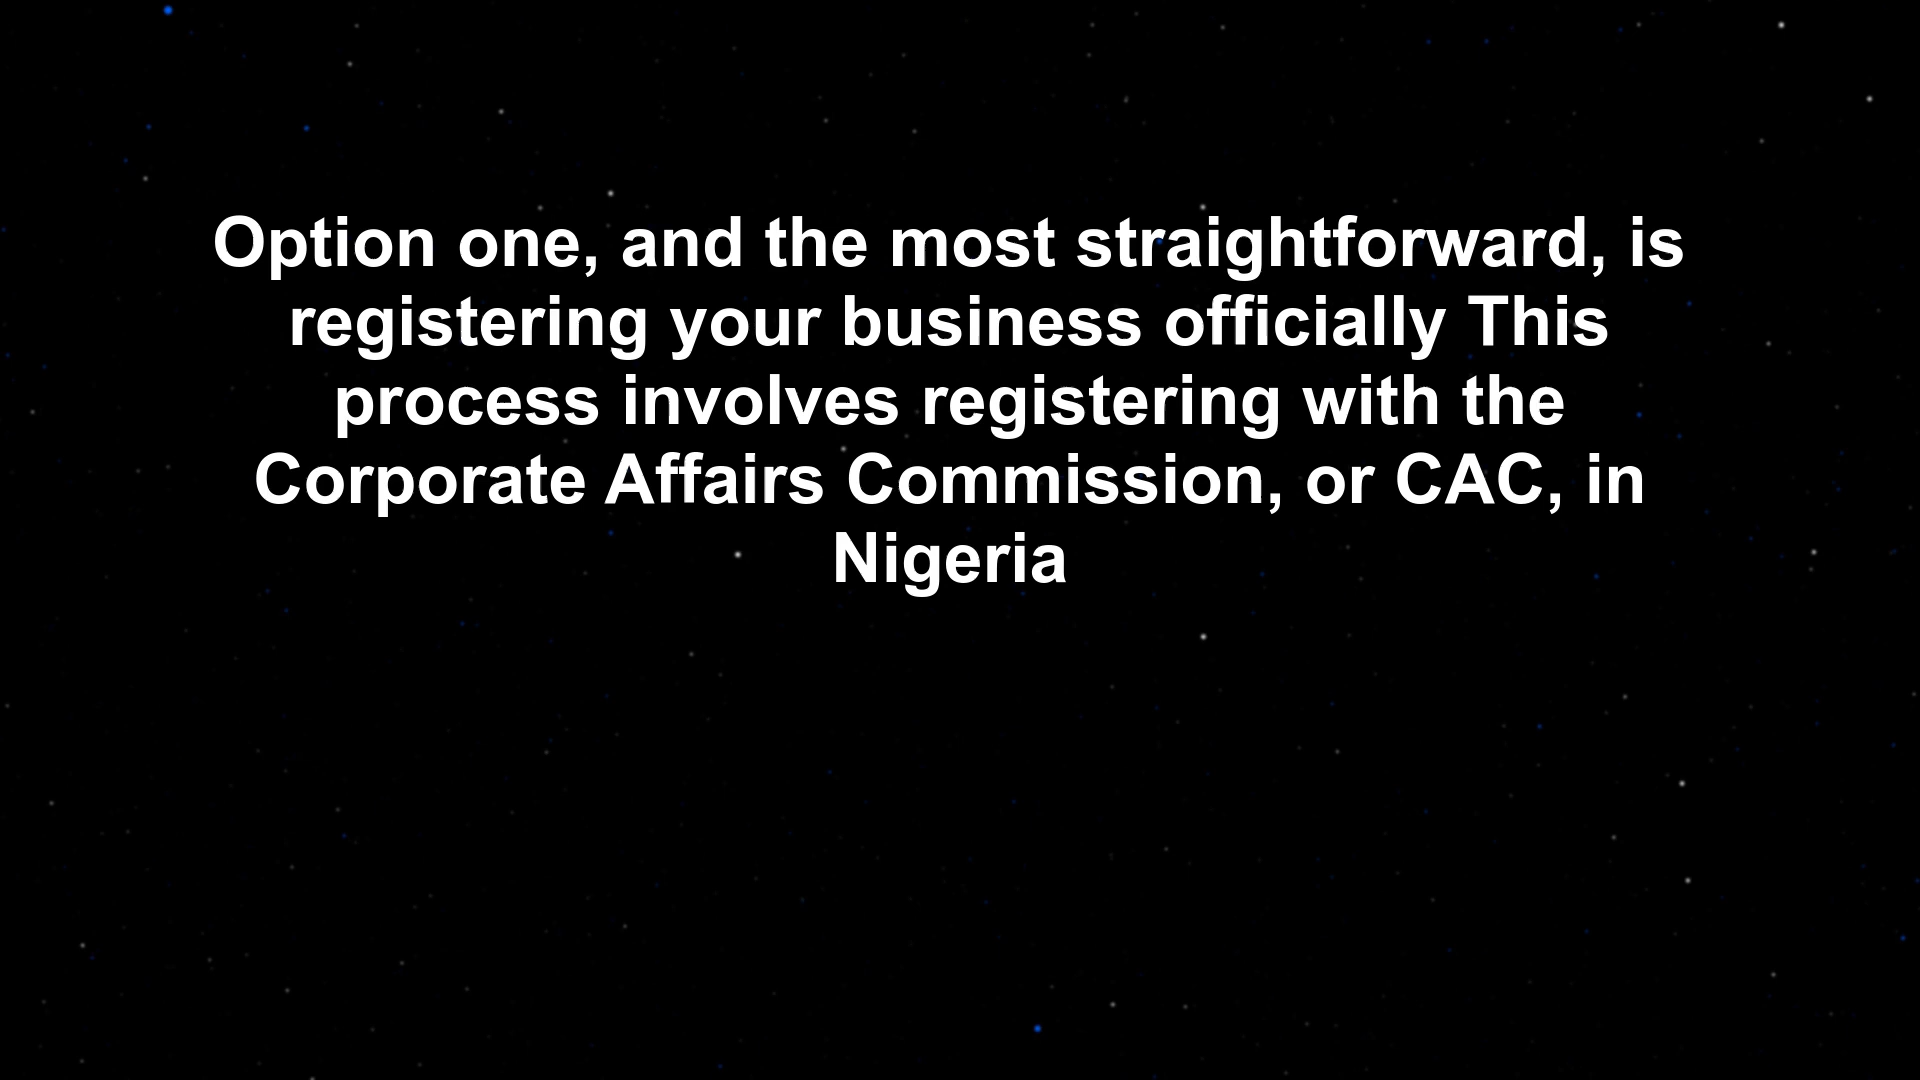 Option one, and the most straightforward, is
registering your business officially This
process involves registering with the
Corporate Affairs Commission, or CAC, in
Nigeria